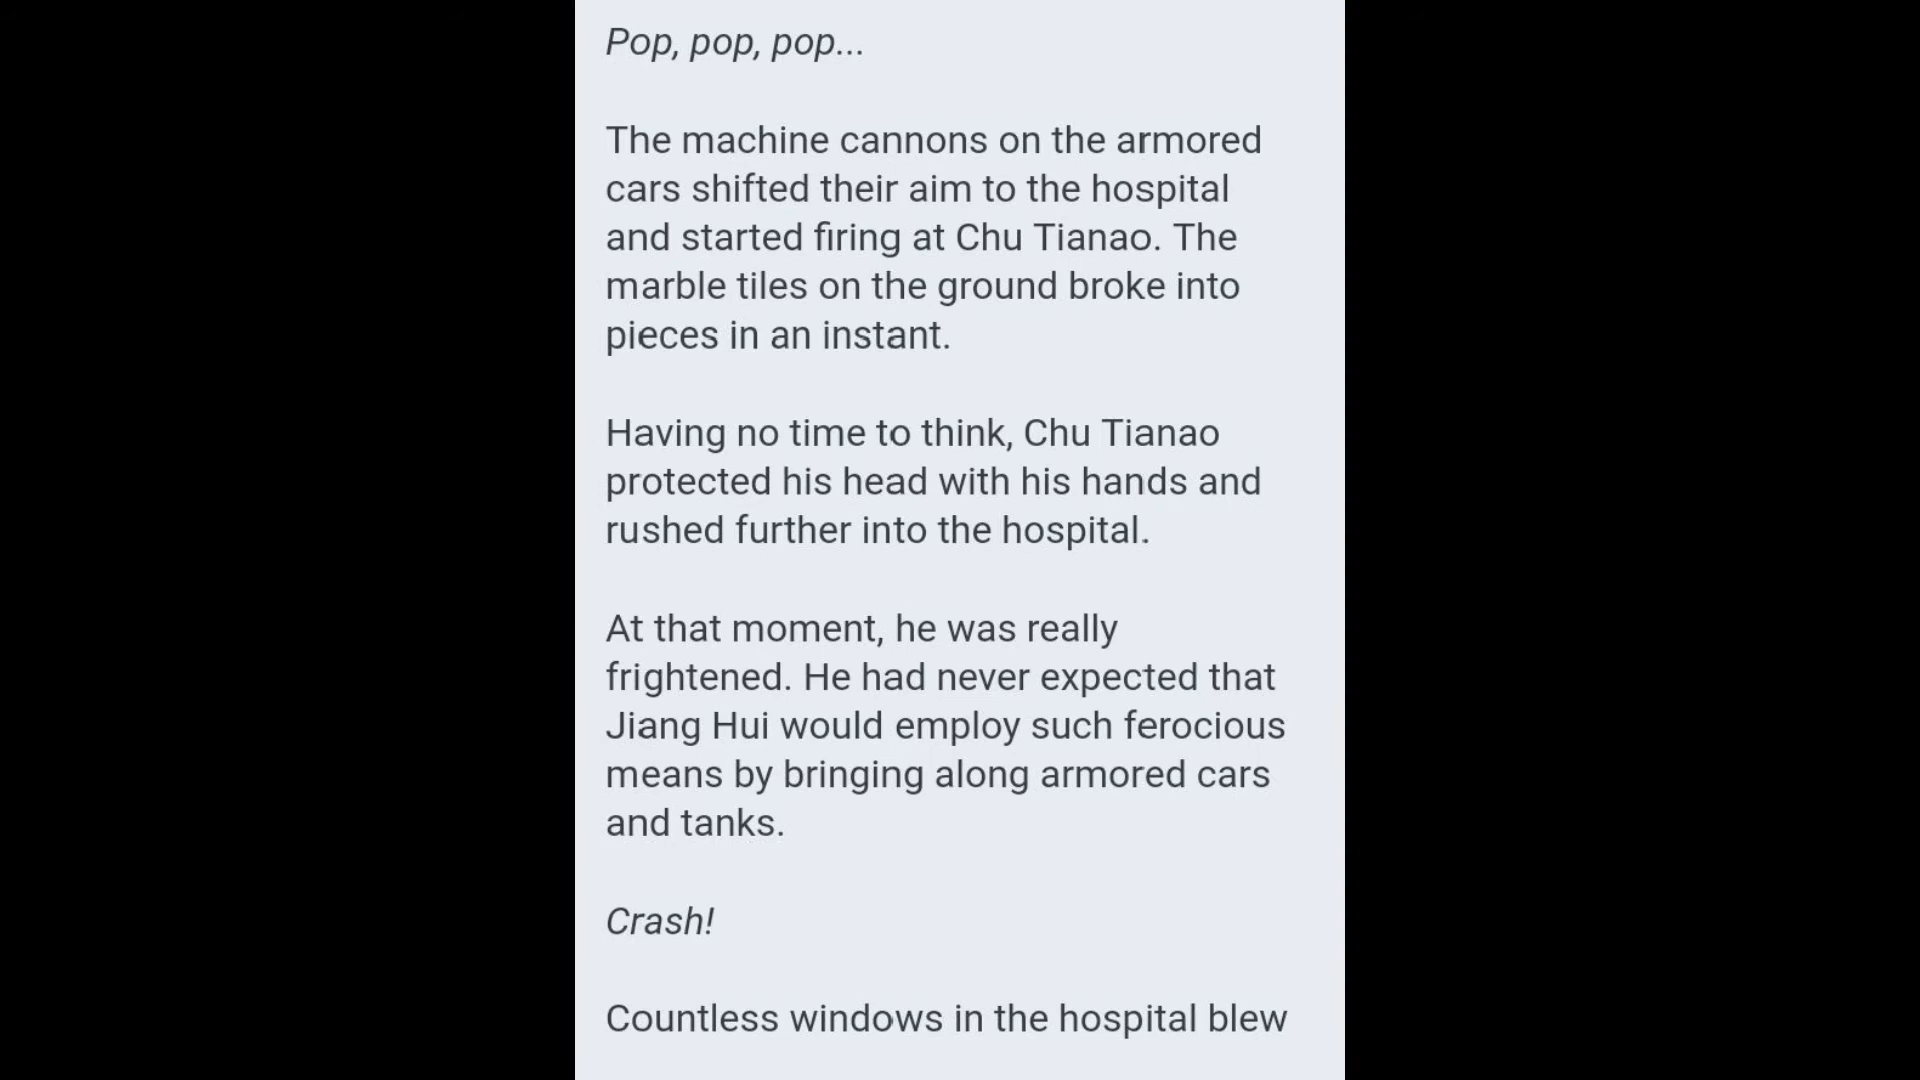 Pop, pop, pop...
The machine cannons on the armored
cars shifted their aim to the hospital
and started firing at Chu Tianao. The
marble tiles on the ground broke into
pieces in an instant.
Having no time to think, Chu Tianao
protected his head with his hands and
rushed further into the hospital.
At that moment, he was really
frightened. He had never expected that
Jiang Hui would employ such ferocious
means by bringing along armored cars
and tanks.
Crash!
Countless windows in the hospital blew